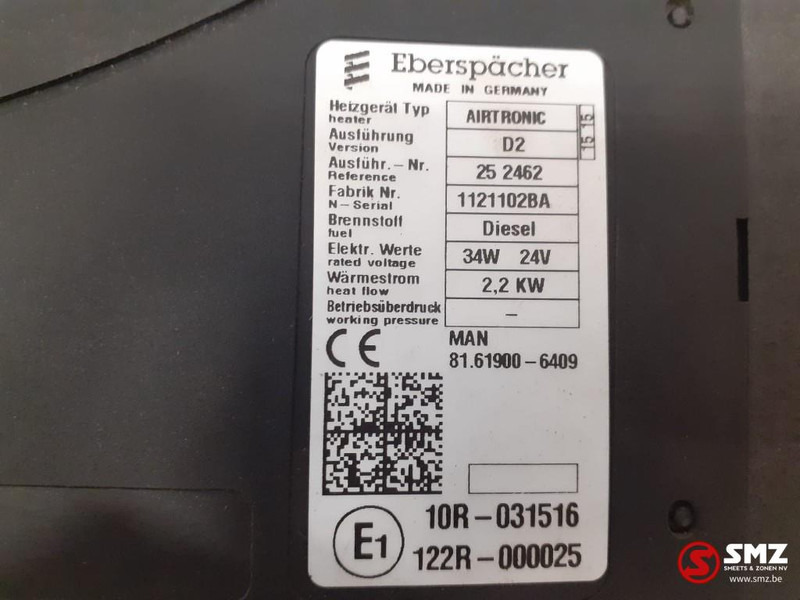 Eberspächer
MADE IN GERMANY
Heizgerät Typ AIRTRONIC
heater
15 15
Ausführung D2
Version
Ausführ.-Nr. 25 2462
Reference
Fabrik Nr. 1121102BA
N-Serial
Brennstoff Diesel
fuel
Elektr. Werte 34W 24V
rated voltage
Wärmestrom 2,2 KW
heat flow
Betriebsüberdruck –
working pressure
CE
MAN
81.61900-6409
E1
10R-031516
122R-000025
SMZ
SMEETS & ZONEN NV
www.smz.be